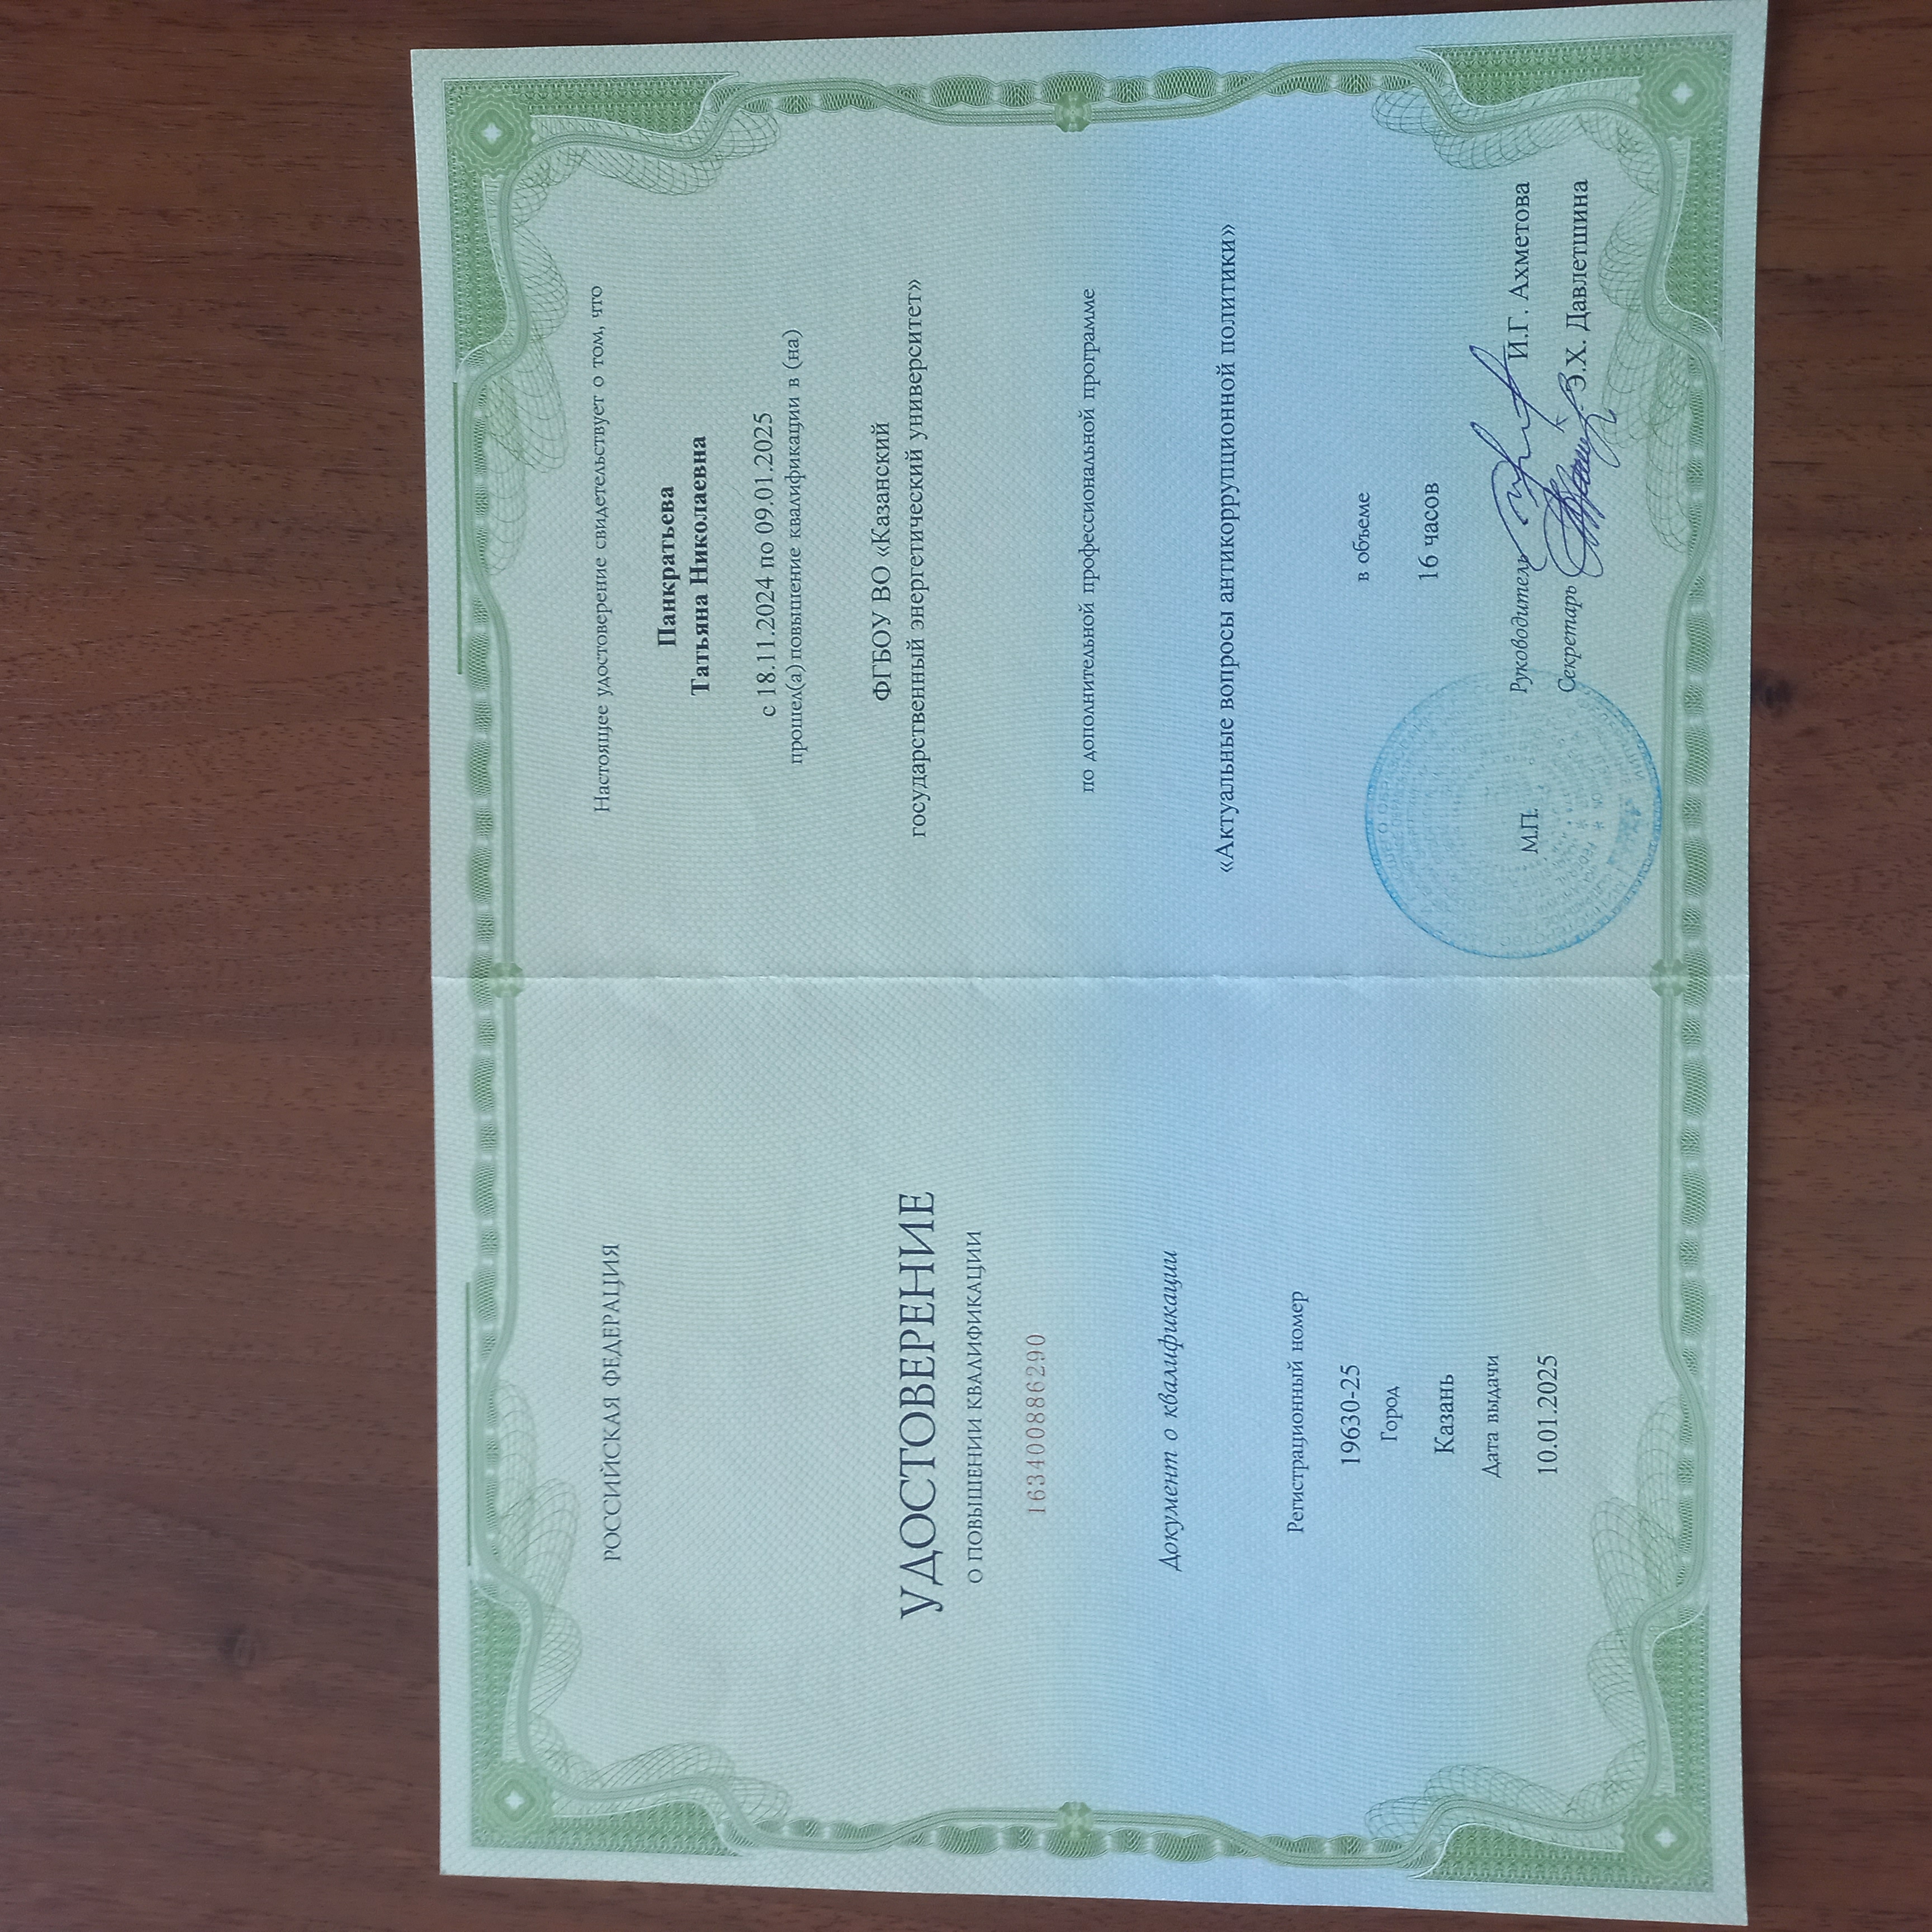 РОССИЙСКАЯ ФЕДЕРАЦИЯ
УДОСТОВЕРЕНИЕ
О ПОВЫШЕНИИ КВАЛИФИКАЦИИ
163400886290
Документ о квалификации
Регистрационный номер
19630-25
Город
Казань
Дата выдачи
10.01.2025
Настоящее удостоверение свидетельствует о том, что
Панкратьева
Татьяна Николаевна
с 18.11.2024 по 09.01.2025
прошел(а) повышение квалификации в (на)
ФГБОУ ВО «Казанский
государственный энергетический университет»
по дополнительной профессиональной программе
«Актуальные вопросы антикоррупционной политики»
в объеме
16 часов
М.П.
Руководитель И.Г. Ахметова
Секретарь Э.Х. Давлетшина